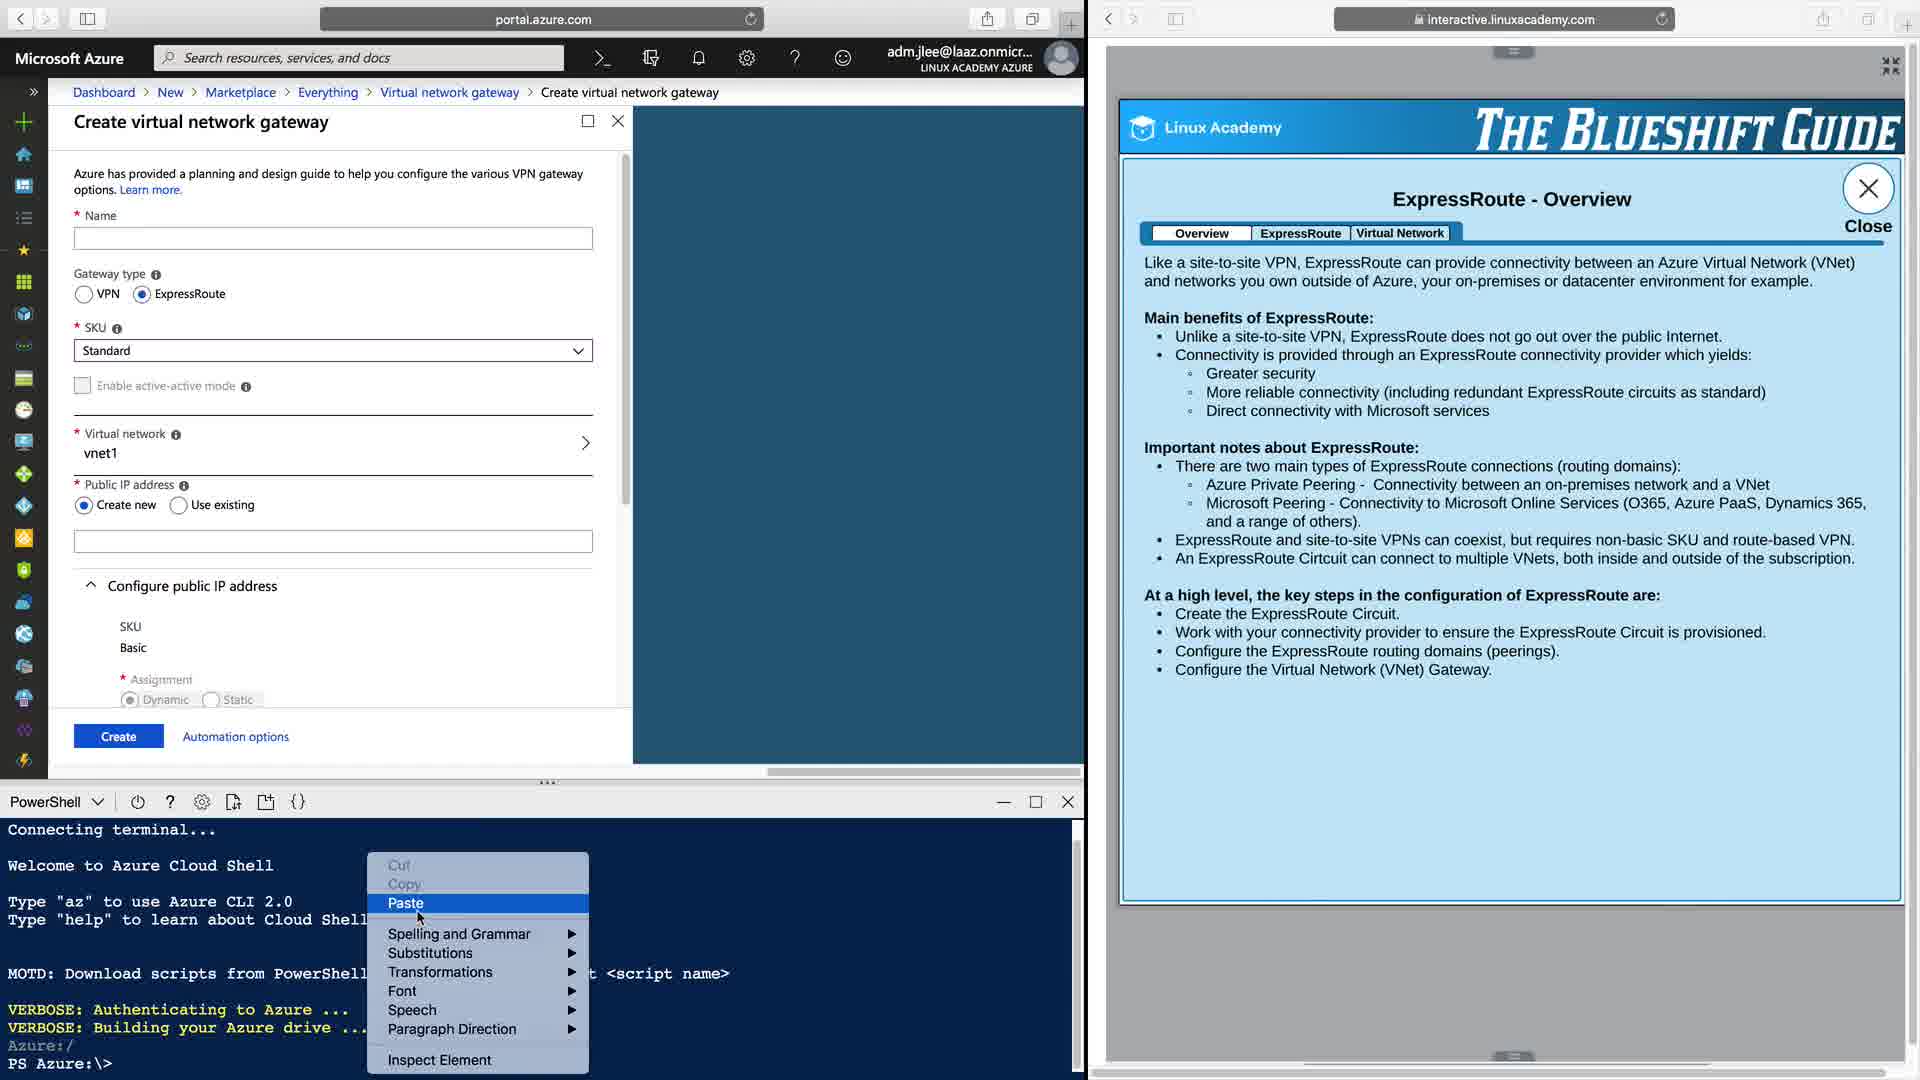 portal.azure.com
Microsoft Azure
Search resources, services, and docs
adm.jlee@laaz.onmicr...
LINUX ACADEMY AZURE
Dashboard > New > Marketplace > Everything > Virtual network gateway > Create virtual network gateway
Create virtual network gateway
Azure has provided a planning and design guide to help you configure the various VPN gateway
options. Learn more.
* Name
Gateway type
VPN ExpressRoute
* SKU
Standard
Enable active-active mode
* Virtual network
vnet1
* Public IP address
Create new Use existing
Configure public IP address
SKU
Basic
* Assignment
Dynamic Static
Create Automation options
PowerShell
Connecting terminal...
Welcome to Azure Cloud Shell
Type "az" to use Azure CLI 2.0
Type "help" to learn about Cloud Shell
MOTD: Download scripts from PowerShell t <script name>
VERBOSE: Authenticating to Azure ...
VERBOSE: Building your Azure drive ...
Azure:/
PS Azure:\>
Cut
Copy
Paste
Spelling and Grammar
Substitutions
Transformations
Font
Speech
Paragraph Direction
Inspect Element
interactive.linuxacademy.com
Linux Academy
THE BLUESHIFT GUIDE
ExpressRoute - Overview
Close
Overview ExpressRoute Virtual Network
Like a site-to-site VPN, ExpressRoute can provide connectivity between an Azure Virtual Network (VNet)
and networks you own outside of Azure, your on-premises or datacenter environment for example.
Main benefits of ExpressRoute:
• Unlike a site-to-site VPN, ExpressRoute does not go out over the public Internet.
• Connectivity is provided through an ExpressRoute connectivity provider which yields:
◦ Greater security
◦ More reliable connectivity (including redundant ExpressRoute circuits as standard)
◦ Direct connectivity with Microsoft services
Important notes about ExpressRoute:
• There are two main types of ExpressRoute connections (routing domains):
◦ Azure Private Peering - Connectivity between an on-premises network and a VNet
◦ Microsoft Peering - Connectivity to Microsoft Online Services (O365, Azure PaaS, Dynamics 365,
and a range of others).
• ExpressRoute and site-to-site VPNs can coexist, but requires non-basic SKU and route-based VPN.
• An ExpressRoute Cirtcuit can connect to multiple VNets, both inside and outside of the subscription.
At a high level, the key steps in the configuration of ExpressRoute are:
• Create the ExpressRoute Circuit.
• Work with your connectivity provider to ensure the ExpressRoute Circuit is provisioned.
• Configure the ExpressRoute routing domains (peerings).
• Configure the Virtual Network (VNet) Gateway.